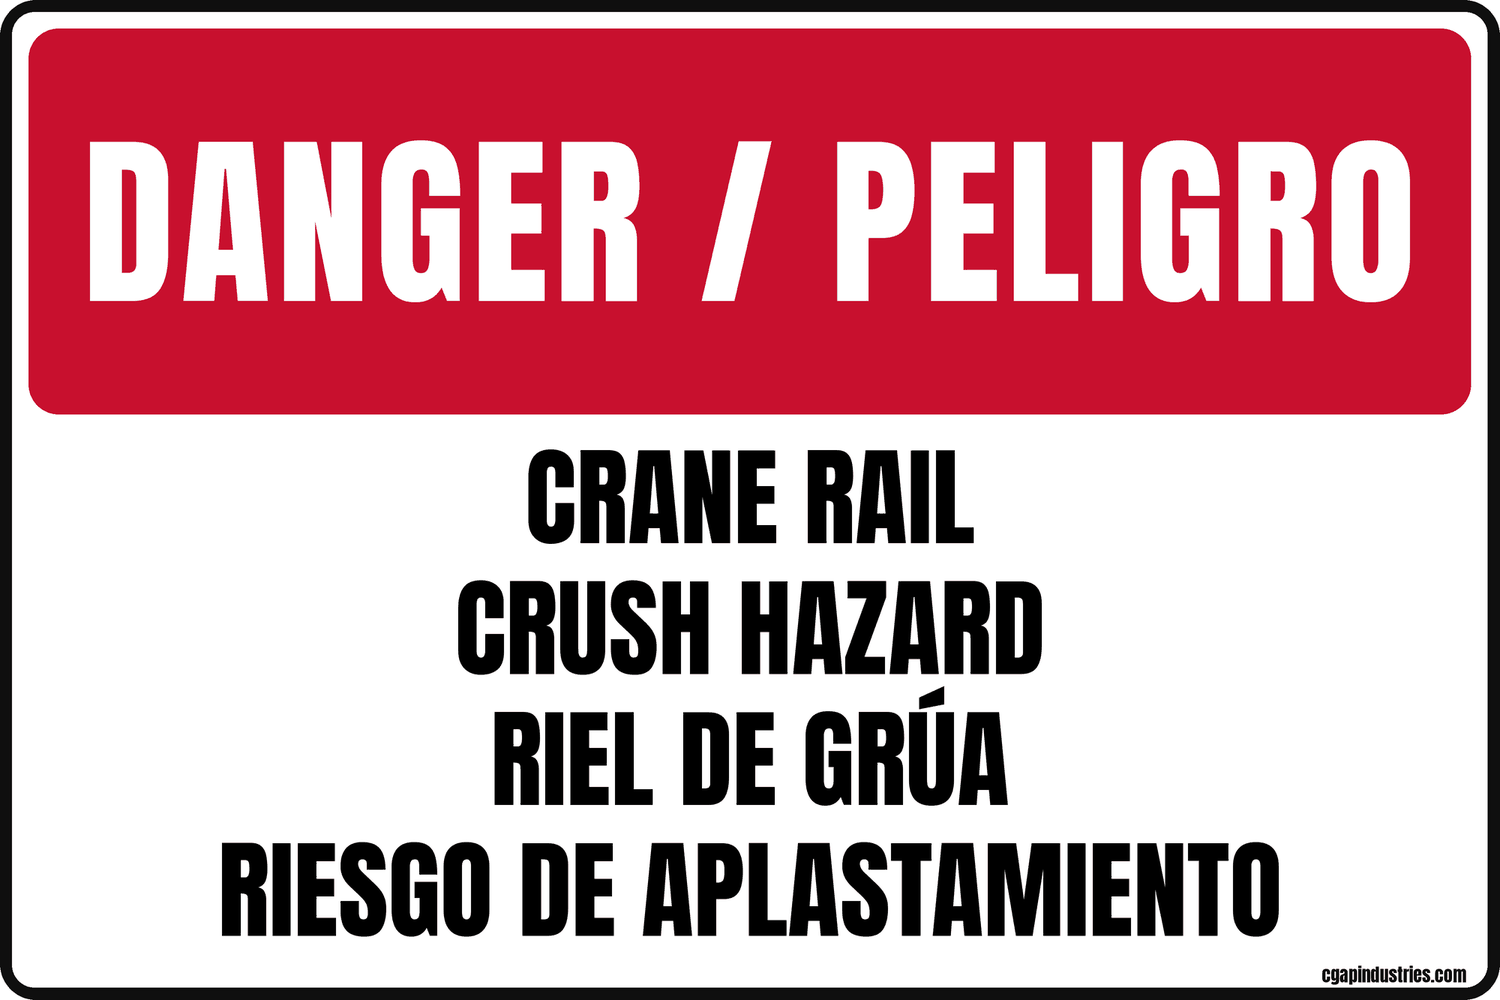 DANGER / PELIGRO
CRANE RAIL
CRUSH HAZARD
RIEL DE GRÚA
RIESGO DE APLASTAMIENTO
cgapindustries.com